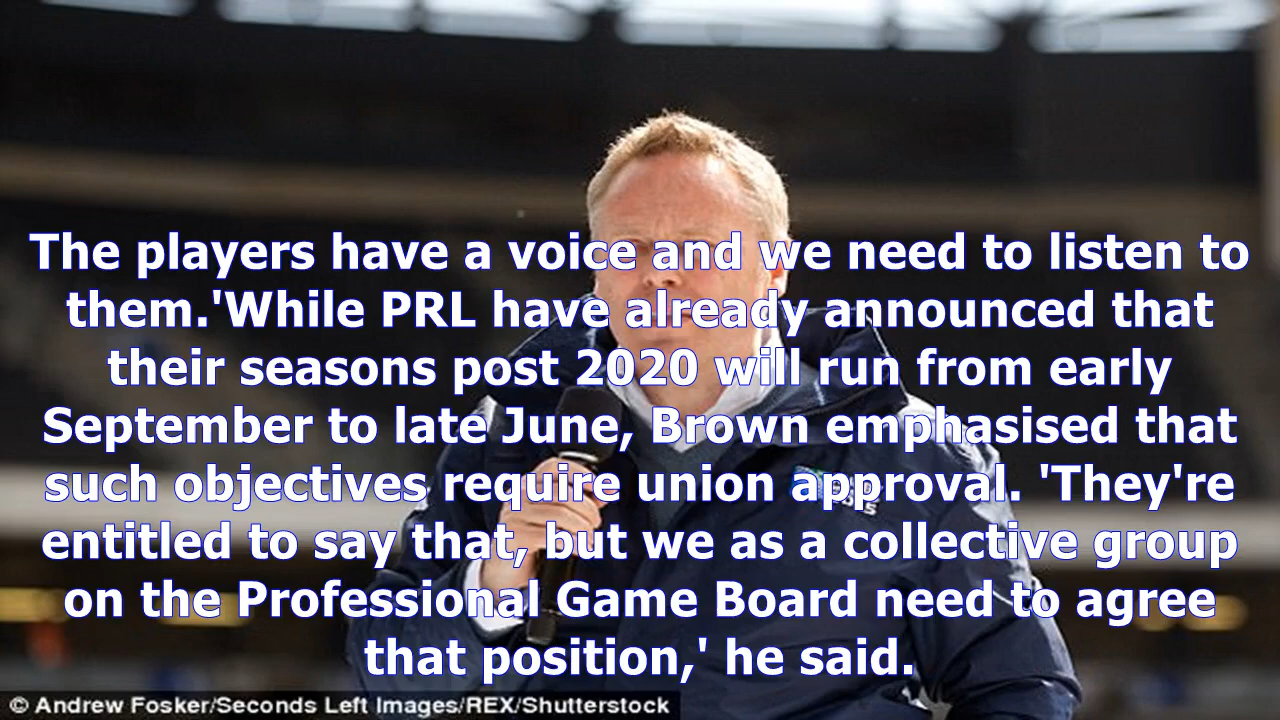 The players have a voice and we need to listen to
them.'While PRL have already announced that
their seasons post 2020 will run from early
September to late June, Brown emphasised that
such objectives require union approval. 'They're
entitled to say that, but we as a collective group
on the Professional Game Board need to agree
that position,' he said.
© Andrew Fosker/Seconds Left Images/REX/Shutterstock